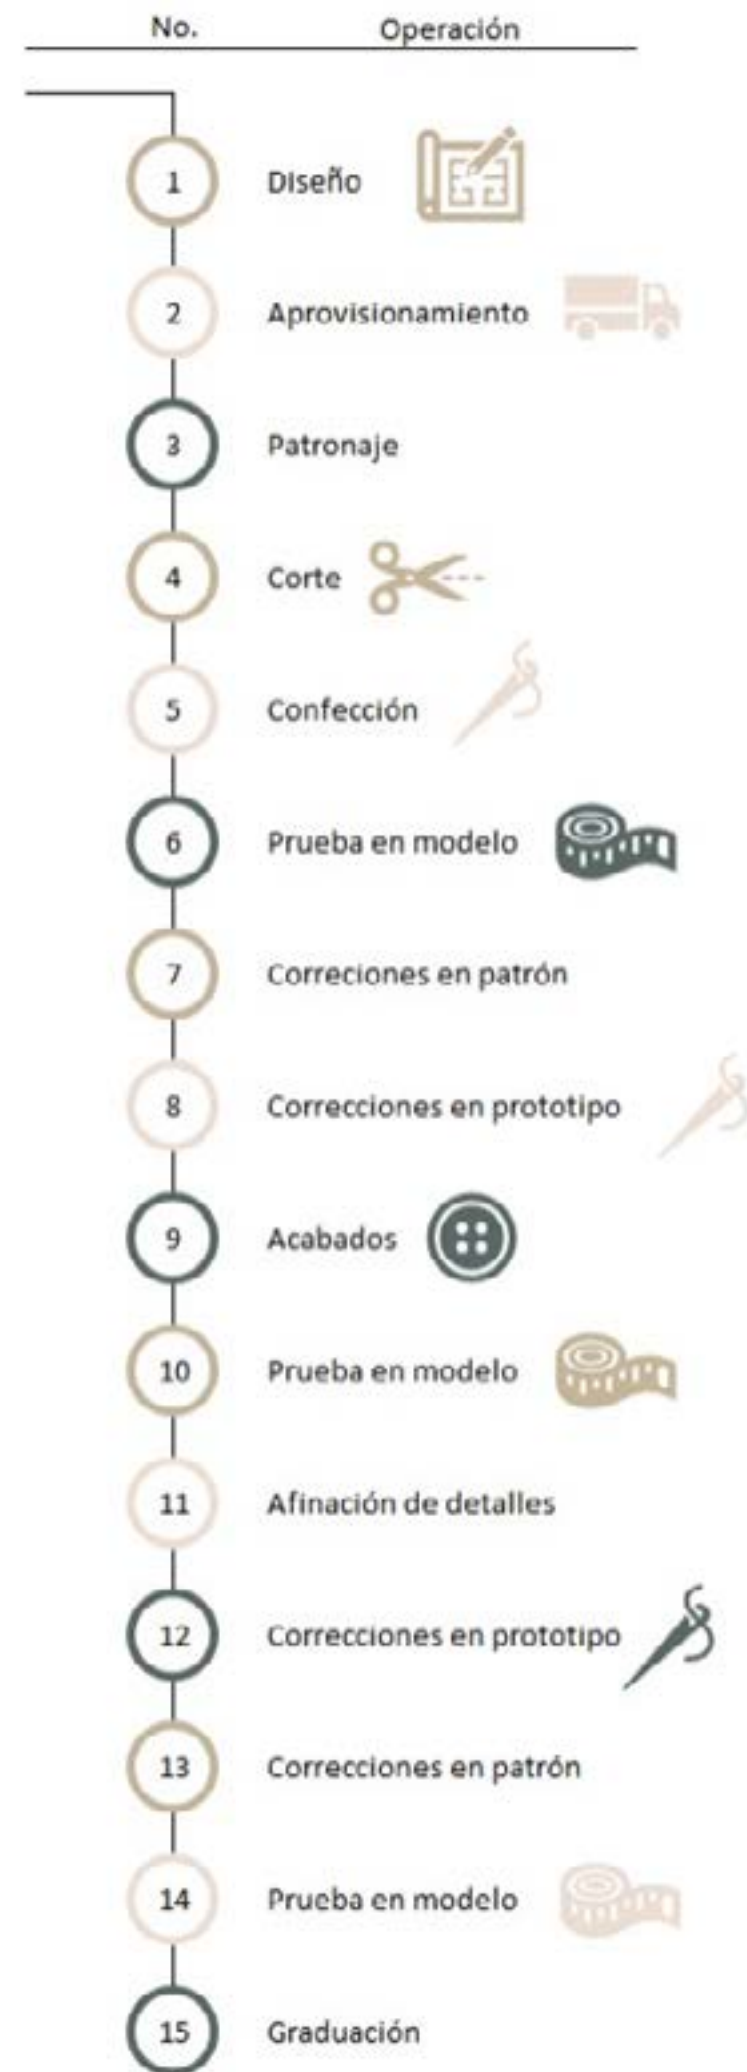 No. Operación
1 Diseño
2 Aprovisionamiento
3 Patronaje
4 Corte
5 Confección
6 Prueba en modelo
7 Correciones en patrón
8 Correcciones en prototipo
9 Acabados
10 Prueba en modelo
11 Afinación de detalles
12 Correcciones en prototipo
13 Correcciones en patrón
14 Prueba en modelo
15 Graduación